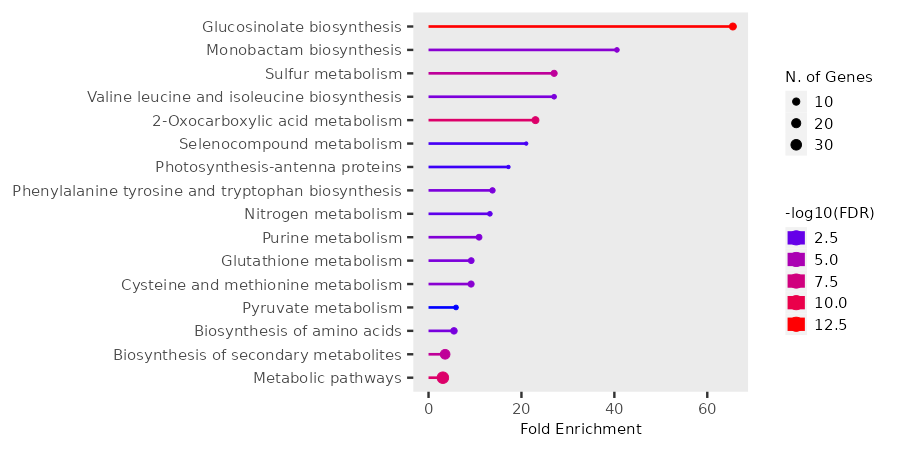 Glucosinolate biosynthesis
Monobactam biosynthesis
Sulfur metabolism
Valine leucine and isoleucine biosynthesis
2-Oxocarboxylic acid metabolism
Selenocompound metabolism
Photosynthesis-antenna proteins
Phenylalanine tyrosine and tryptophan biosynthesis
Nitrogen metabolism
Purine metabolism
Glutathione metabolism
Cysteine and methionine metabolism
Pyruvate metabolism
Biosynthesis of amino acids
Biosynthesis of secondary metabolites
Metabolic pathways
0 20 40 60
Fold Enrichment
N. of Genes
10
20
30
-log10(FDR)
2.5
5.0
7.5
10.0
12.5